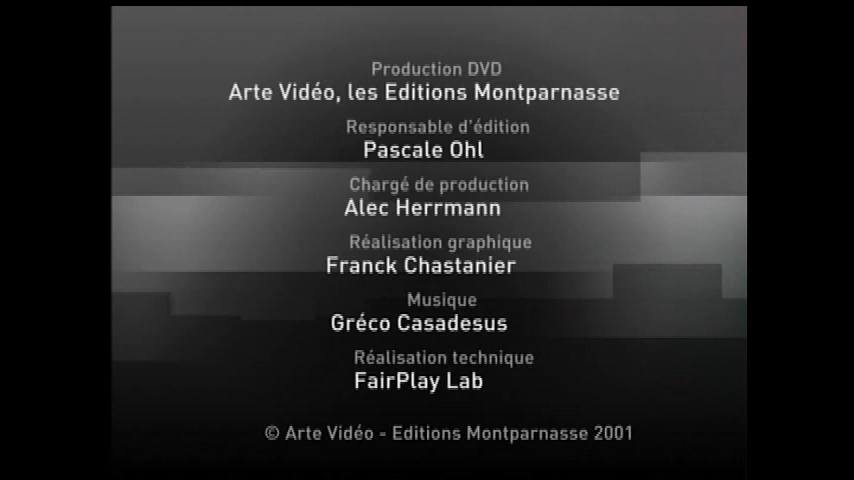 Production DVD
Arte Vidéo, les Editions Montparnasse
Responsable d'édition
Pascale Ohl
Chargé de production
Alec Herrmann
Réalisation graphique
Franck Chastanier
Musique
Gréco Casadesus
Réalisation technique
FairPlay Lab
© Arte Vidéo - Editions Montparnasse 2001